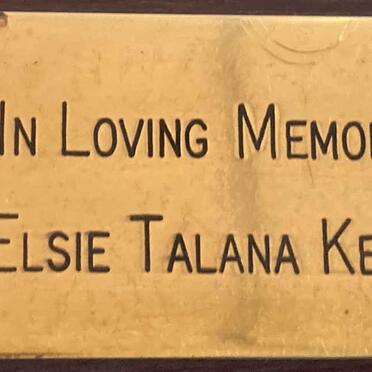 IN LOVING MEMO
ELSIE TALANA KE